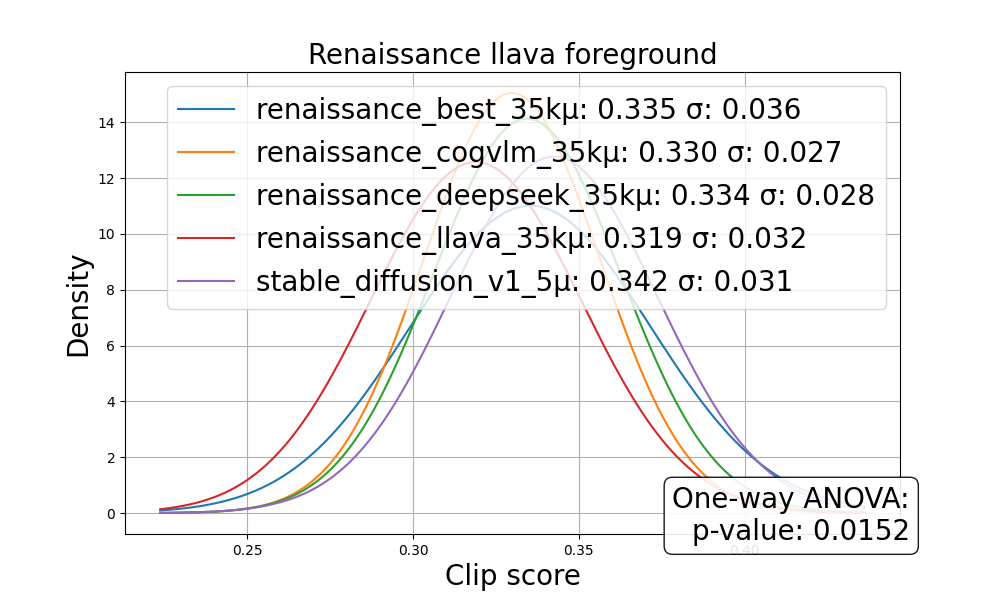 Renaissance llava foreground
renaissance_best_35kμ: 0.335 σ: 0.036
renaissance_cogvlm_35kμ: 0.330 σ: 0.027
renaissance_deepseek_35kμ: 0.334 σ: 0.028
renaissance_llava_35kμ: 0.319 σ: 0.032
stable_diffusion_v1_5μ: 0.342 σ: 0.031
Density
14
12
10
8
6
4
2
0
One-way ANOVA:
p-value: 0.0152
0.25 0.30 0.35 0.40
Clip score